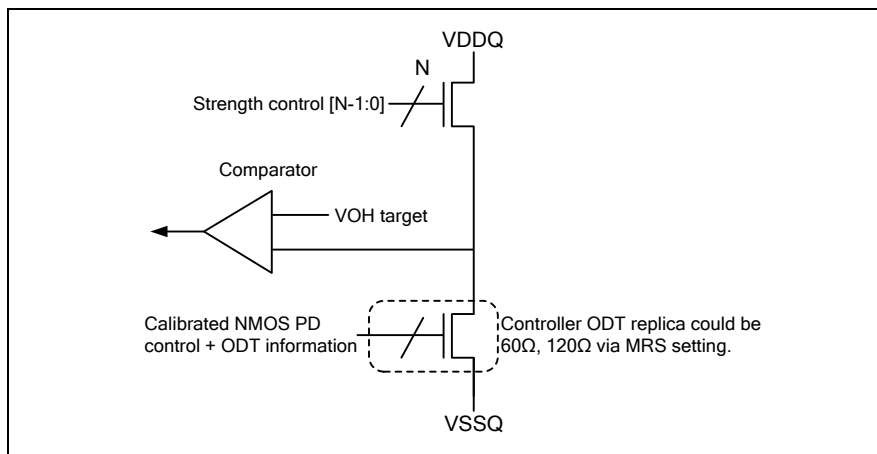 VDDQ
N
Strength control [N-1:0]
Comparator
VOH target
Calibrated NMOS PD
control + ODT information
Controller ODT replica could be
60Ω, 120Ω via MRS setting.
VSSQ